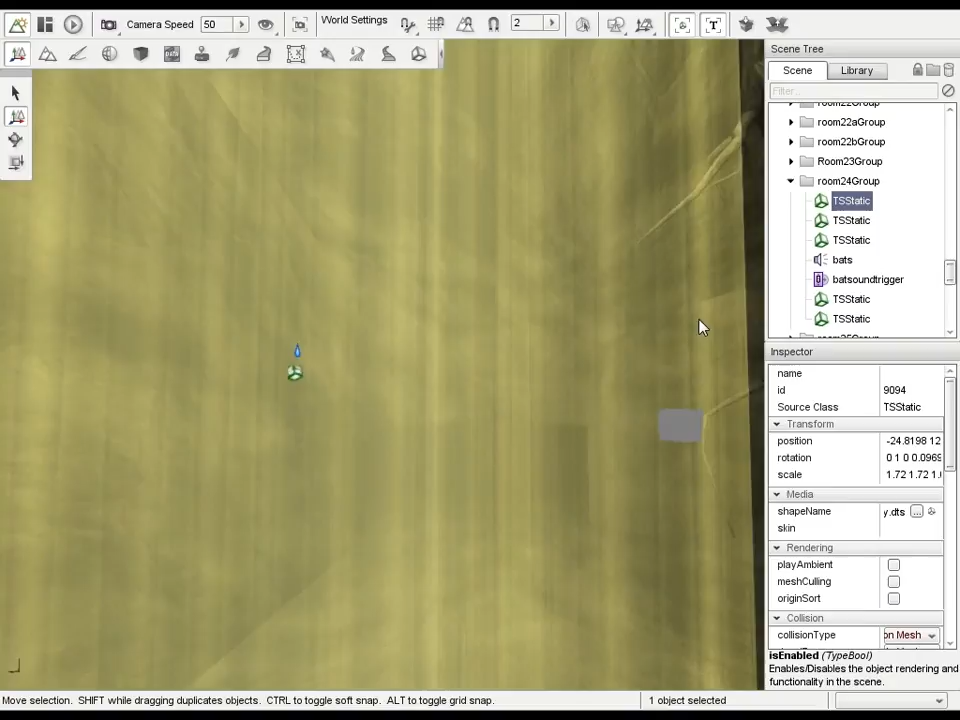 Camera Speed 50 World Settings 2 T
Scene Tree
Scene Library
Filter...
room22Group
room22aGroup
room22bGroup
Room23Group
room24Group
TSStatic
TSStatic
TSStatic
bats
batsoundtrigger
TSStatic
TSStatic
Inspector
name
id 9094
Source Class TSStatic
Transform
position -24.8198 12
rotation 0 1 0 0.0969
scale 1.72 1.72 1.
Media
shapeName y.dts ...
skin
Rendering
playAmbient
meshCulling
originSort
Collision
collisionType on Mesh
isEnabled (TypeBool)
Enables/Disables the object rendering and
functionality in the scene.
Move selection. SHIFT while dragging duplicates objects. CTRL to toggle soft snap. ALT to toggle grid snap. 1 object selected